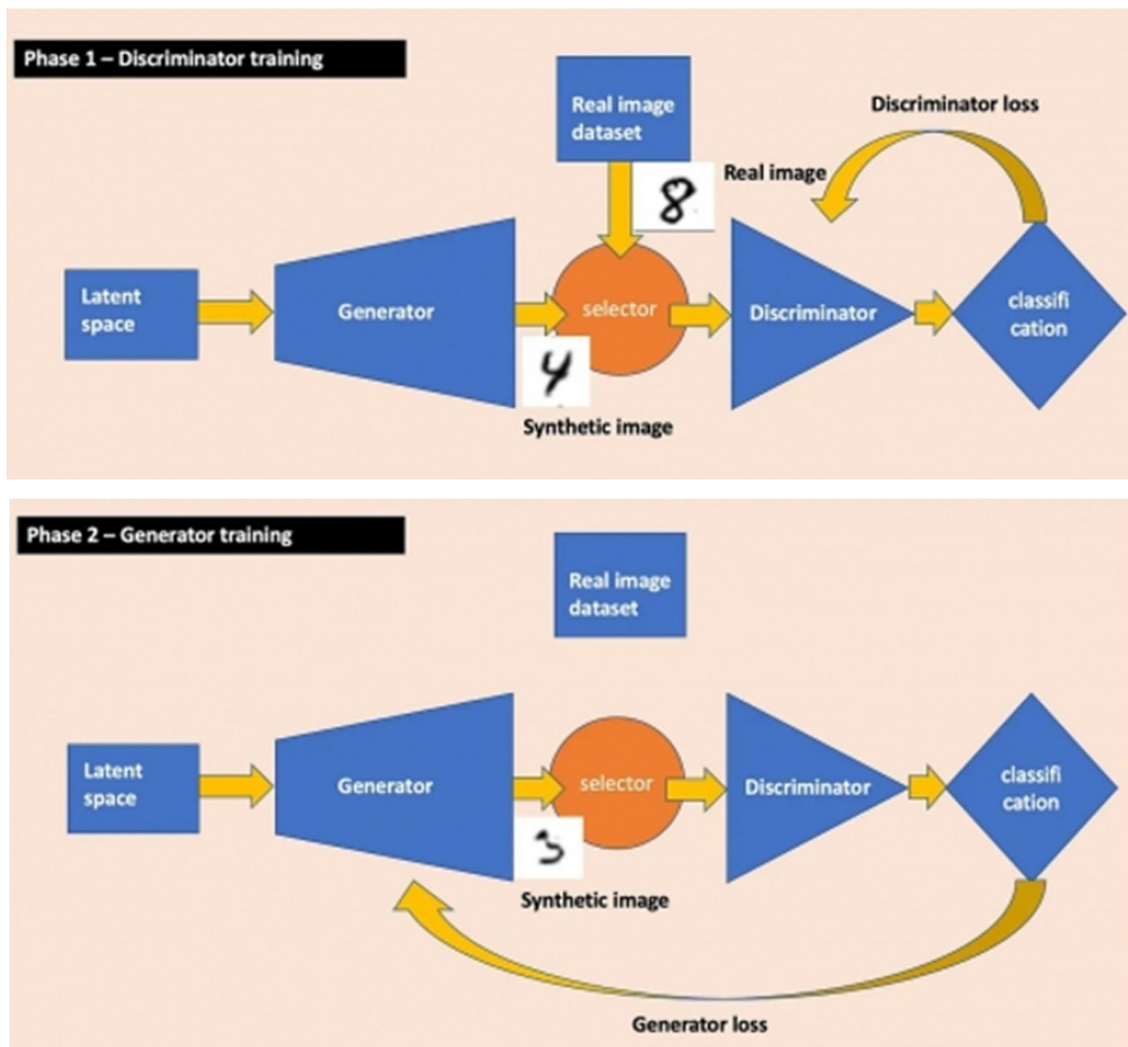 Phase 1 – Discriminator training
Real image
dataset
Discriminator loss
Real image
8
Latent
space
Generator
selector
Discriminator
classifi
cation
4
Synthetic image
Phase 2 – Generator training
Real image
dataset
Latent
space
Generator
selector
Discriminator
classifi
cation
3
Synthetic image
Generator loss